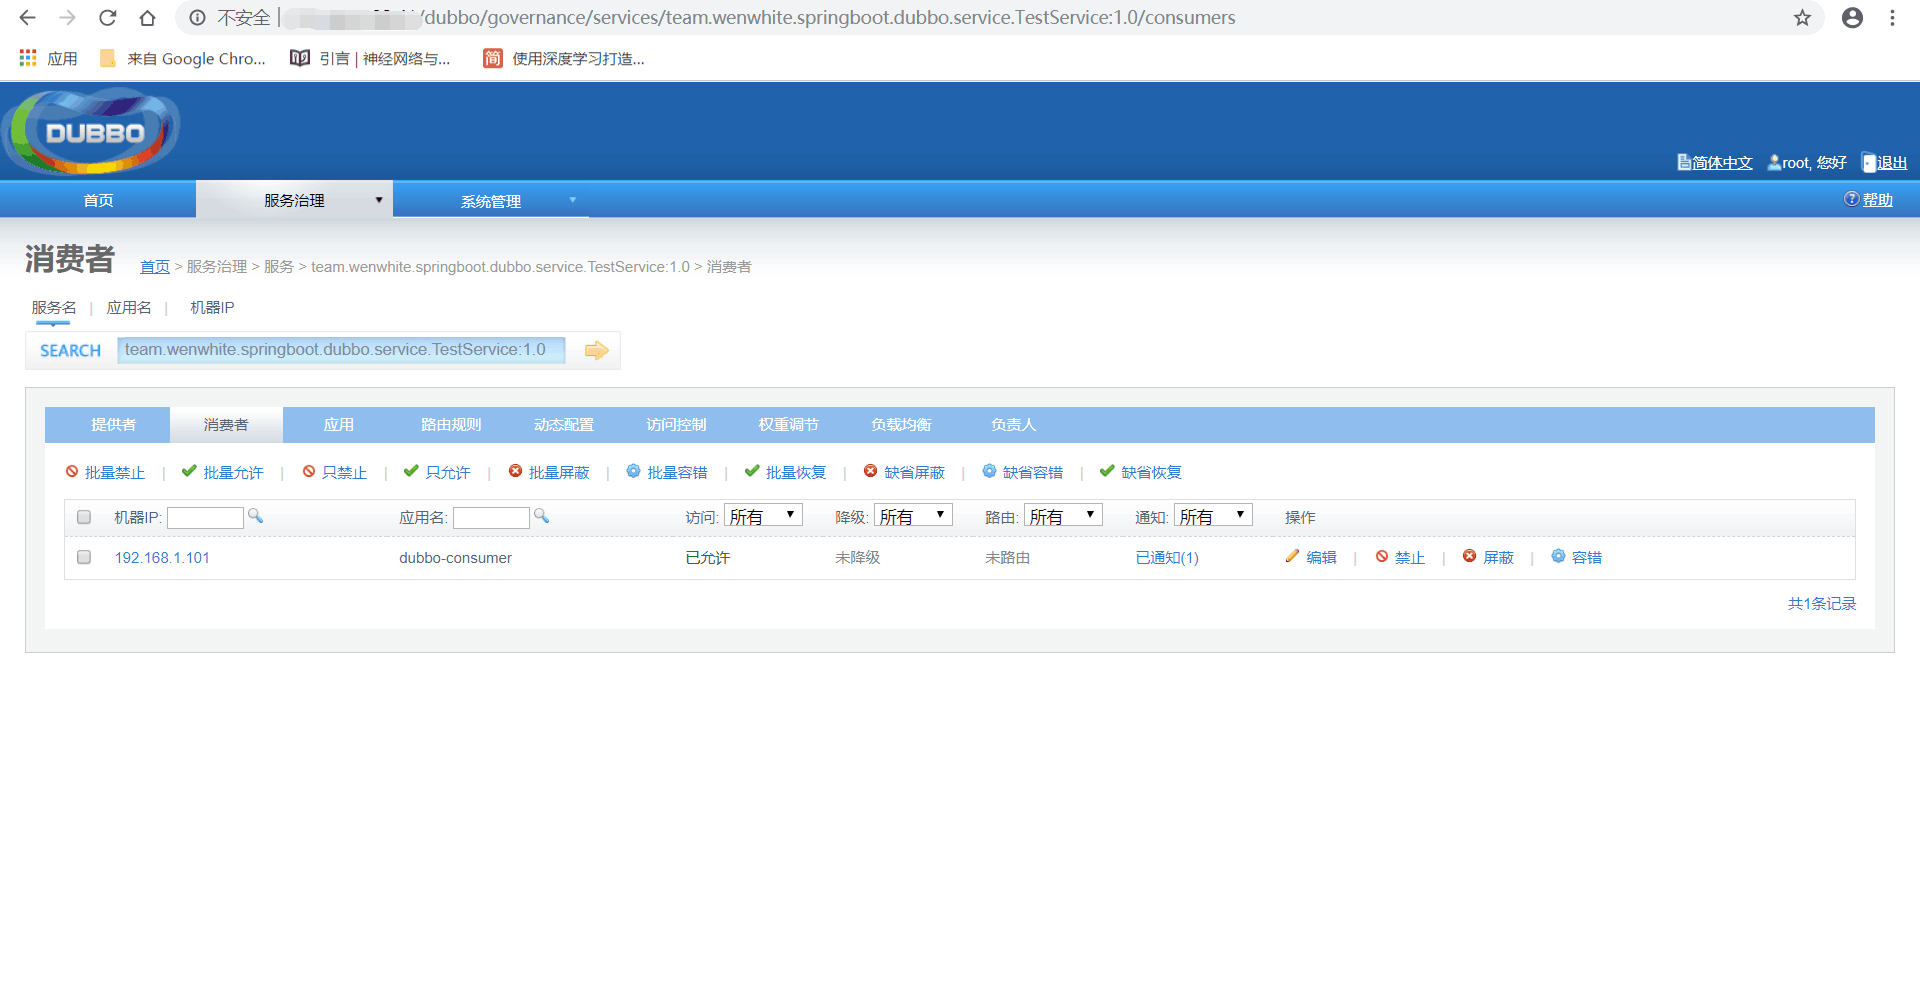 不安全 | /dubbo/governance/services/team.wenwhite.springboot.dubbo.service.TestService:1.0/consumers
应用 来自 Google Chro... 引言 | 神经网络与... 简 使用深度学习打造...
DUBBO
简体中文 root, 您好 退出
首页 服务治理 ▼ 系统管理 ▼ ? 帮助
消费者 首页 > 服务治理 > 服务 > team.wenwhite.springboot.dubbo.service.TestService:1.0 > 消费者
服务名 | 应用名 | 机器IP
SEARCH team.wenwhite.springboot.dubbo.service.TestService:1.0
提供者 消费者 应用 路由规则 动态配置 访问控制 权重调节 负载均衡 负责人
批量禁止 | 批量允许 | 只禁止 | 只允许 | 批量屏蔽 | 批量容错 | 批量恢复 | 缺省屏蔽 | 缺省容错 | 缺省恢复
机器IP: 应用名: 访问: 所有 ▼ 降级: 所有 ▼ 路由: 所有 ▼ 通知: 所有 ▼ 操作
192.168.1.101 dubbo-consumer 已允许 未降级 未路由 已通知(1) 编辑 | 禁止 | 屏蔽 | 容错
共1条记录